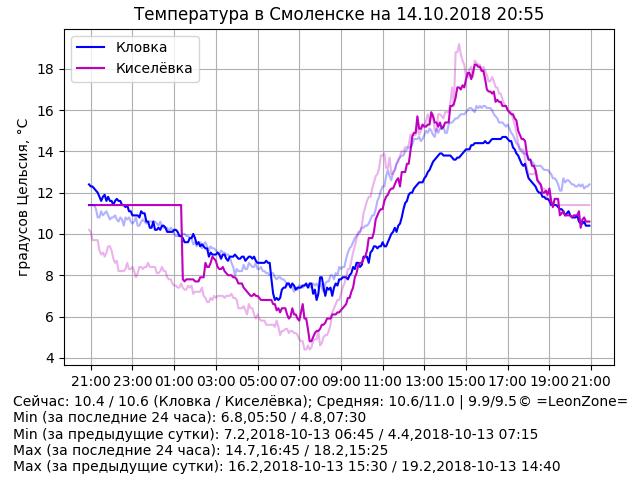 Температура в Смоленске на 14.10.2018 20:55
Кловка
Киселёвка
градусов Цельсия, °C
18
16
14
12
10
8
6
4
21:00 23:00 01:00 03:00 05:00 07:00 09:00 11:00 13:00 15:00 17:00 19:00 21:00
Сейчас: 10.4 / 10.6 (Кловка / Киселёвка); Средняя: 10.6/11.0 | 9.9/9.5© =LeonZone=
Min (за последние 24 часа): 6.8,05:50 / 4.8,07:30
Min (за предыдущие сутки): 7.2,2018-10-13 06:45 / 4.4,2018-10-13 07:15
Max (за последние 24 часа): 14.7,16:45 / 18.2,15:25
Max (за предыдущие сутки): 16.2,2018-10-13 15:30 / 19.2,2018-10-13 14:40